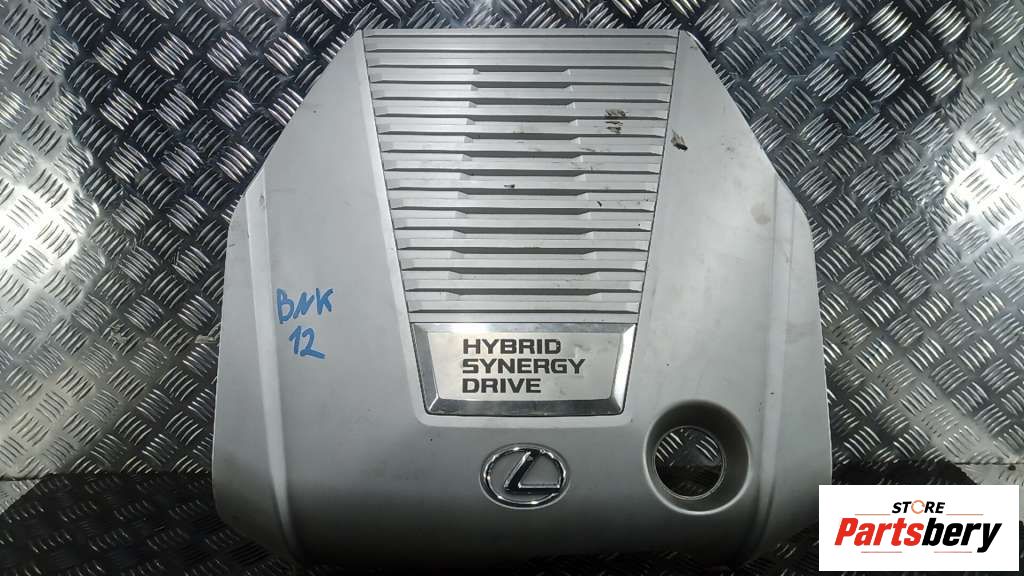 BNK
12
HYBRID
SYNERGY
DRIVE
STORE
Partsbery